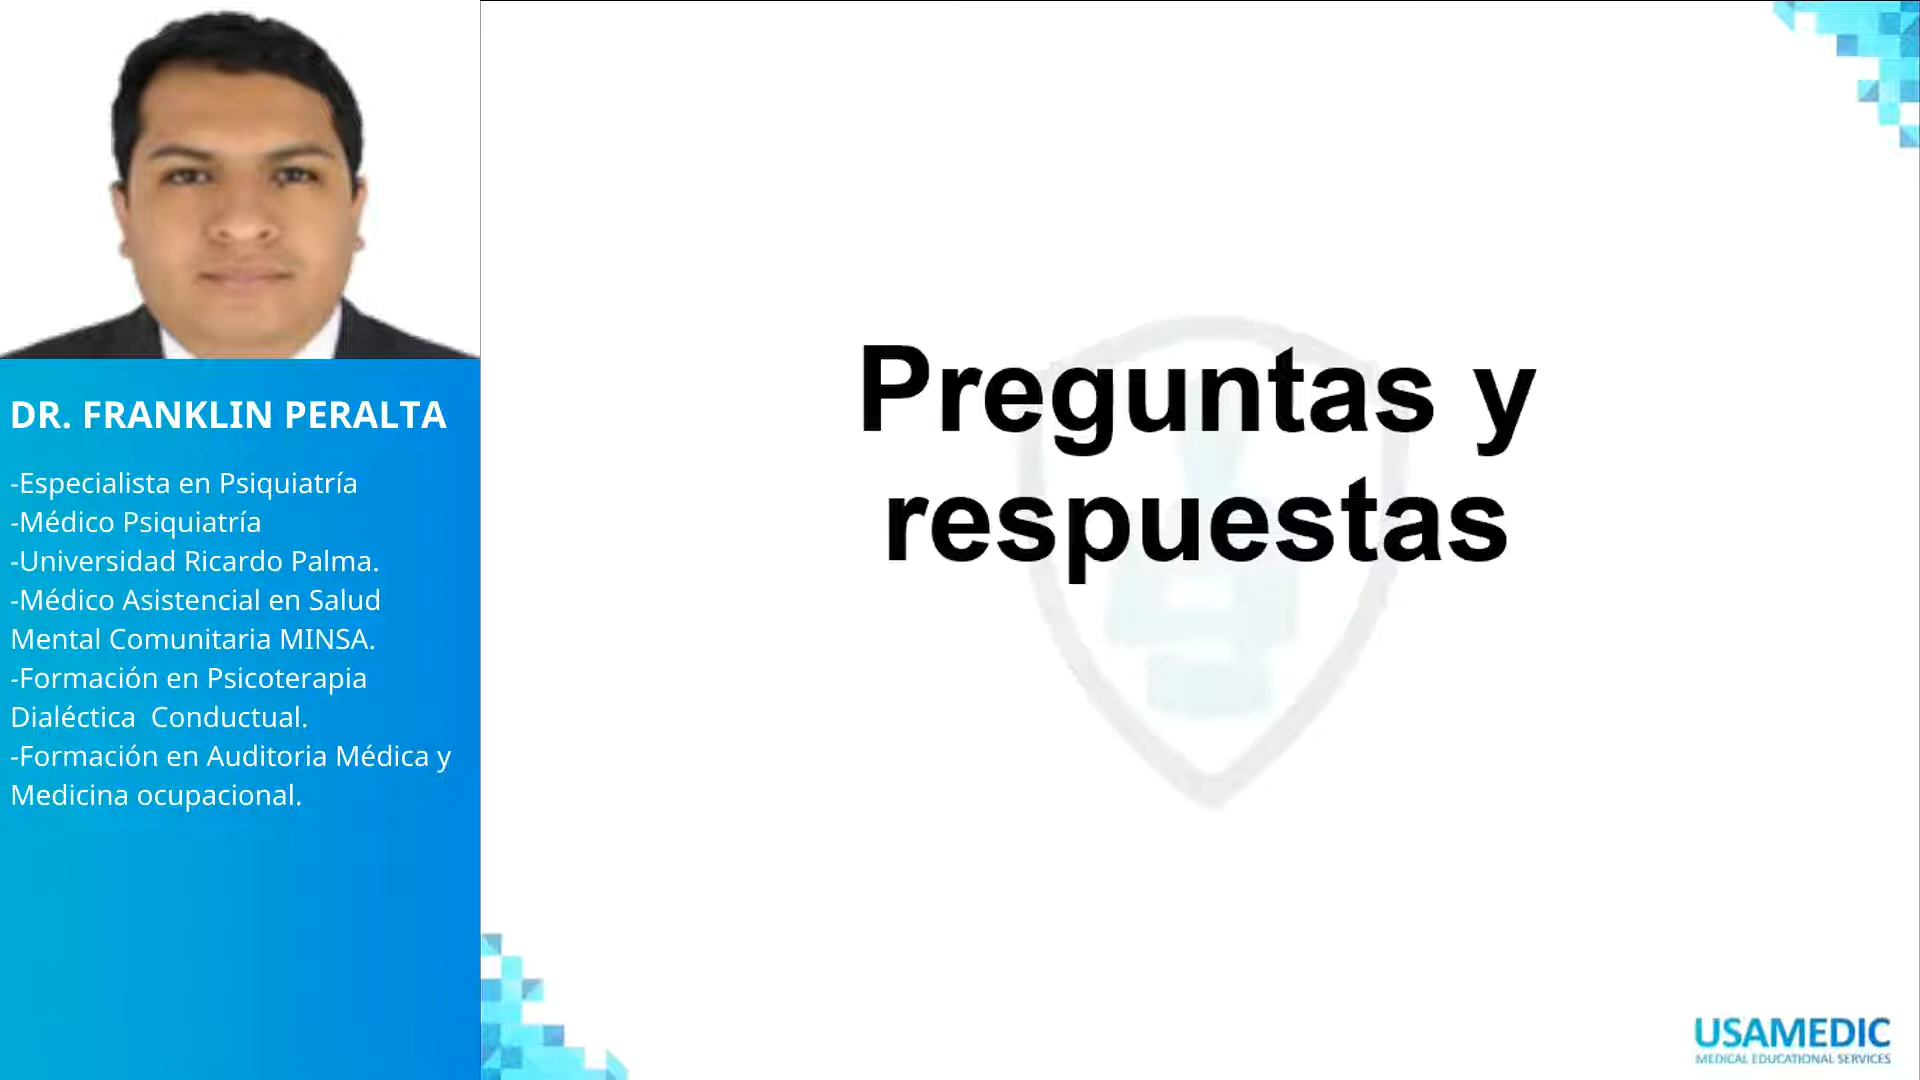 DR. FRANKLIN PERALTA
-Especialista en Psiquiatría
-Médico Psiquiatría
-Universidad Ricardo Palma.
-Médico Asistencial en Salud
Mental Comunitaria MINSA.
-Formación en Psicoterapia
Dialéctica  Conductual.
-Formación en Auditoria Médica y
Medicina ocupacional.
Preguntas y
respuestas
USAMEDIC
MEDICAL EDUCATIONAL SERVICES